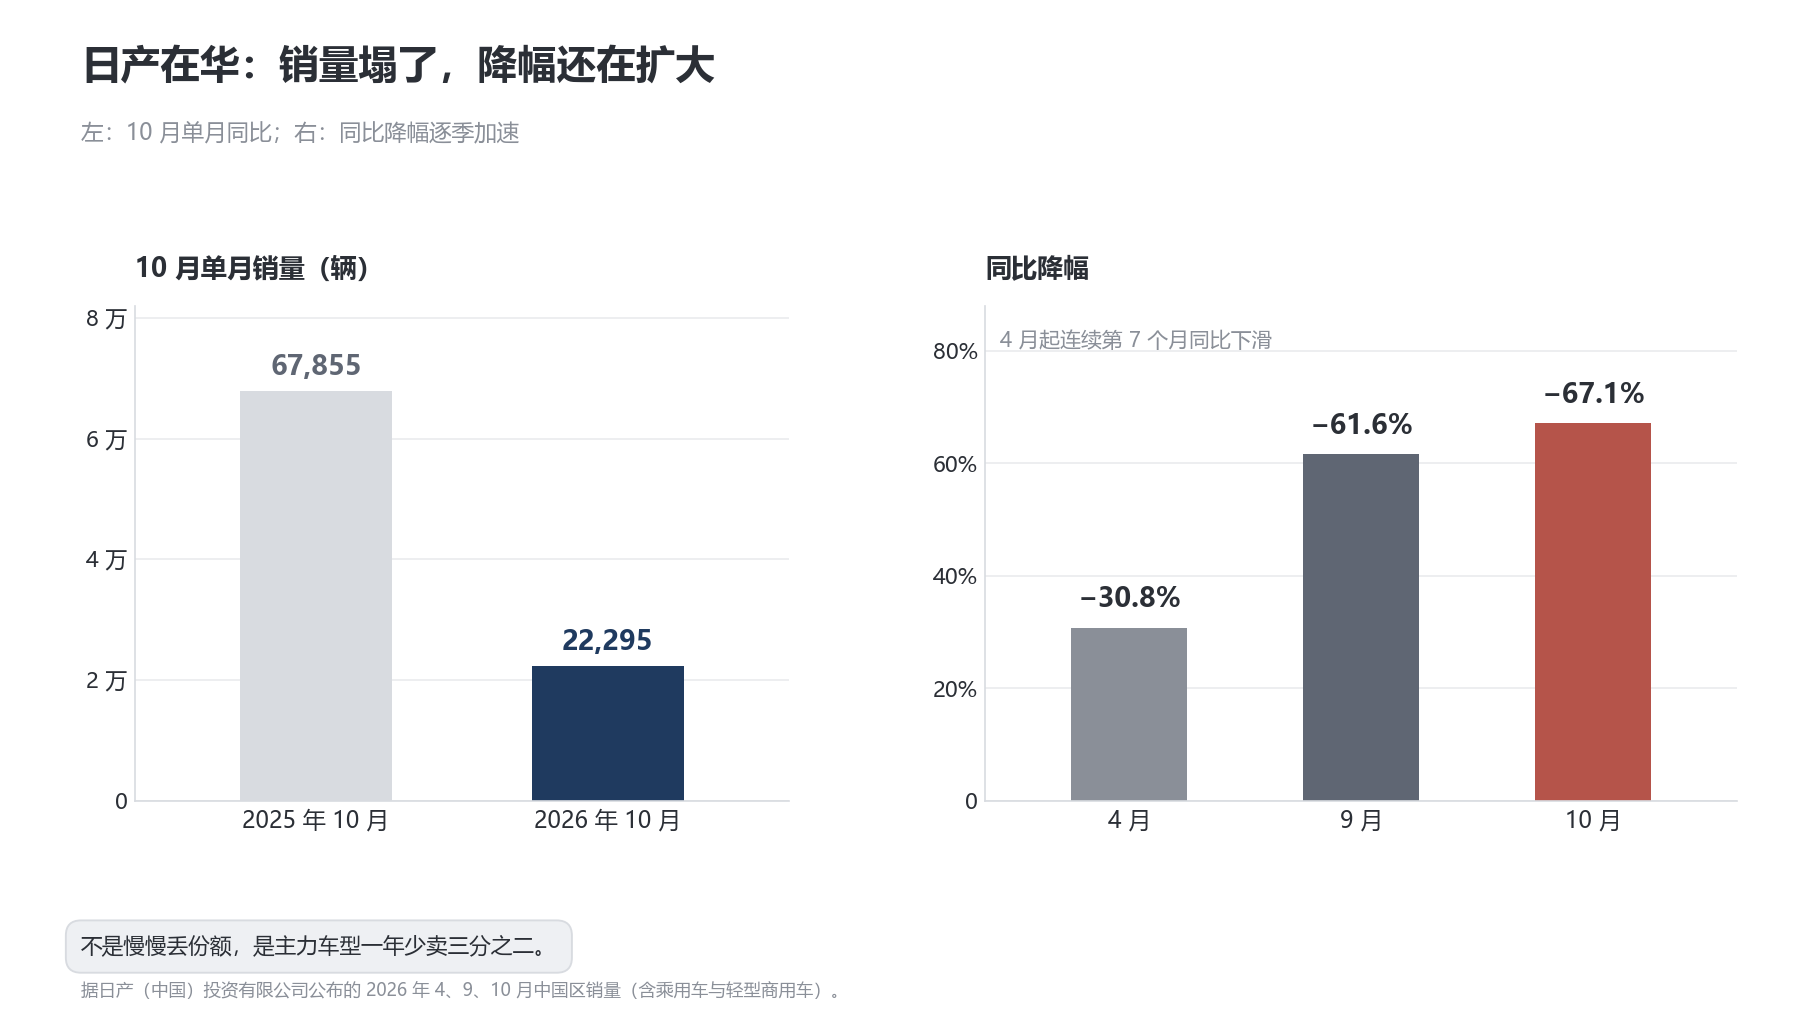 日产在华：销量塌了，降幅还在扩大
左：10 月单月同比；右：同比降幅逐季加速
10 月单月销量（辆）
8 万
6 万
4 万
2 万
0
67,855
22,295
2025 年 10 月
2026 年 10 月
同比降幅
4 月起连续第 7 个月同比下滑
80%
60%
40%
20%
0
−30.8%
−61.6%
−67.1%
4 月
9 月
10 月
不是慢慢丢份额，是主力车型一年少卖三分之二。
据日产（中国）投资有限公司公布的 2026 年 4、9、10 月中国区销量（含乘用车与轻型商用车）。